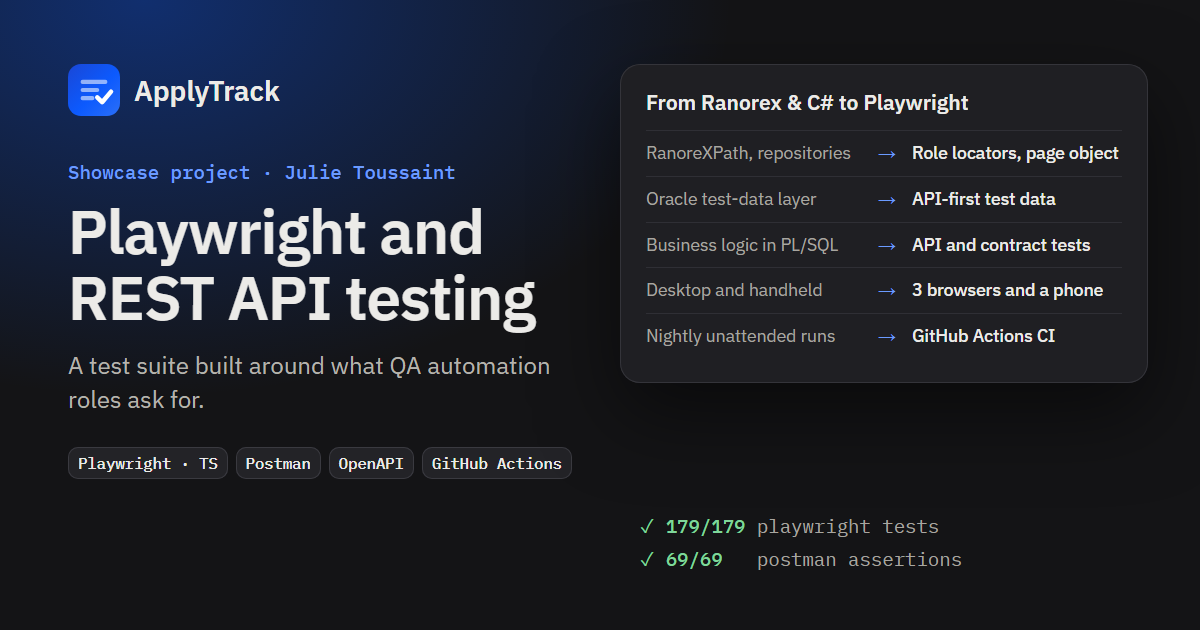 ApplyTrack
Showcase project · Julie Toussaint
Playwright and
REST API testing
A test suite built around what QA automation
roles ask for.
Playwright · TS Postman OpenAPI GitHub Actions
From Ranorex & C# to Playwright
RanoreXPath, repositories → Role locators, page object
Oracle test-data layer → API-first test data
Business logic in PL/SQL → API and contract tests
Desktop and handheld → 3 browsers and a phone
Nightly unattended runs → GitHub Actions CI
✓ 179/179 playwright tests
✓ 69/69 postman assertions